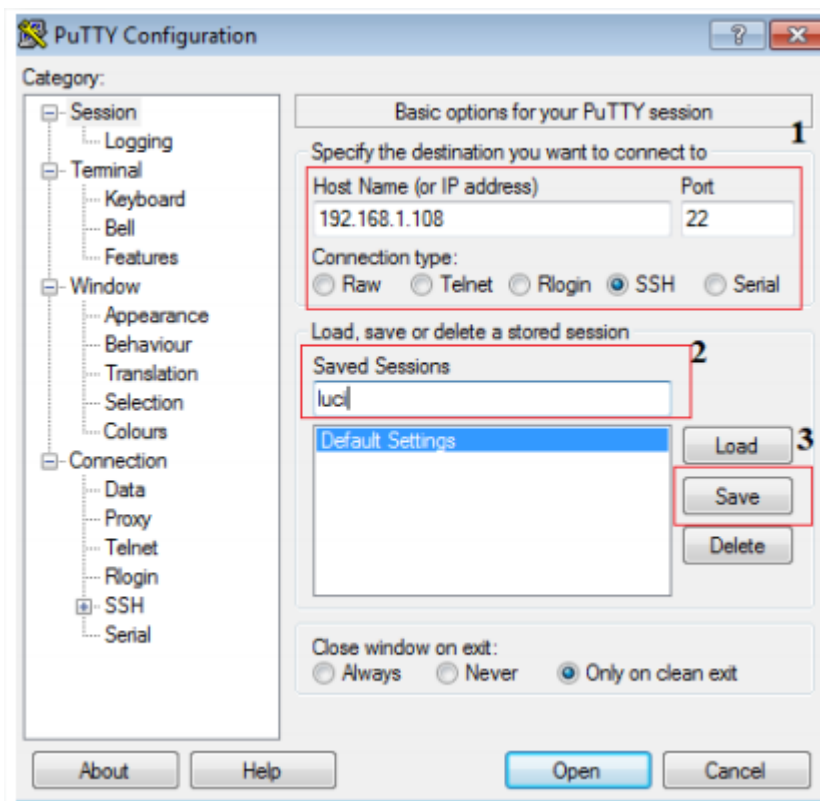 PuTTY Configuration
Category:
Session
Logging
Terminal
Keyboard
Bell
Features
Window
Appearance
Behaviour
Translation
Selection
Colours
Connection
Data
Proxy
Telnet
Rlogin
SSH
Serial
Basic options for your PuTTY session
1
Specify the destination you want to connect to
Host Name (or IP address) Port
192.168.1.108 22
Connection type:
Raw Telnet Rlogin SSH Serial
Load, save or delete a stored session
2
Saved Sessions
luci
Default Settings
Load
3
Save
Delete
Close window on exit:
Always Never Only on clean exit
About Help Open Cancel